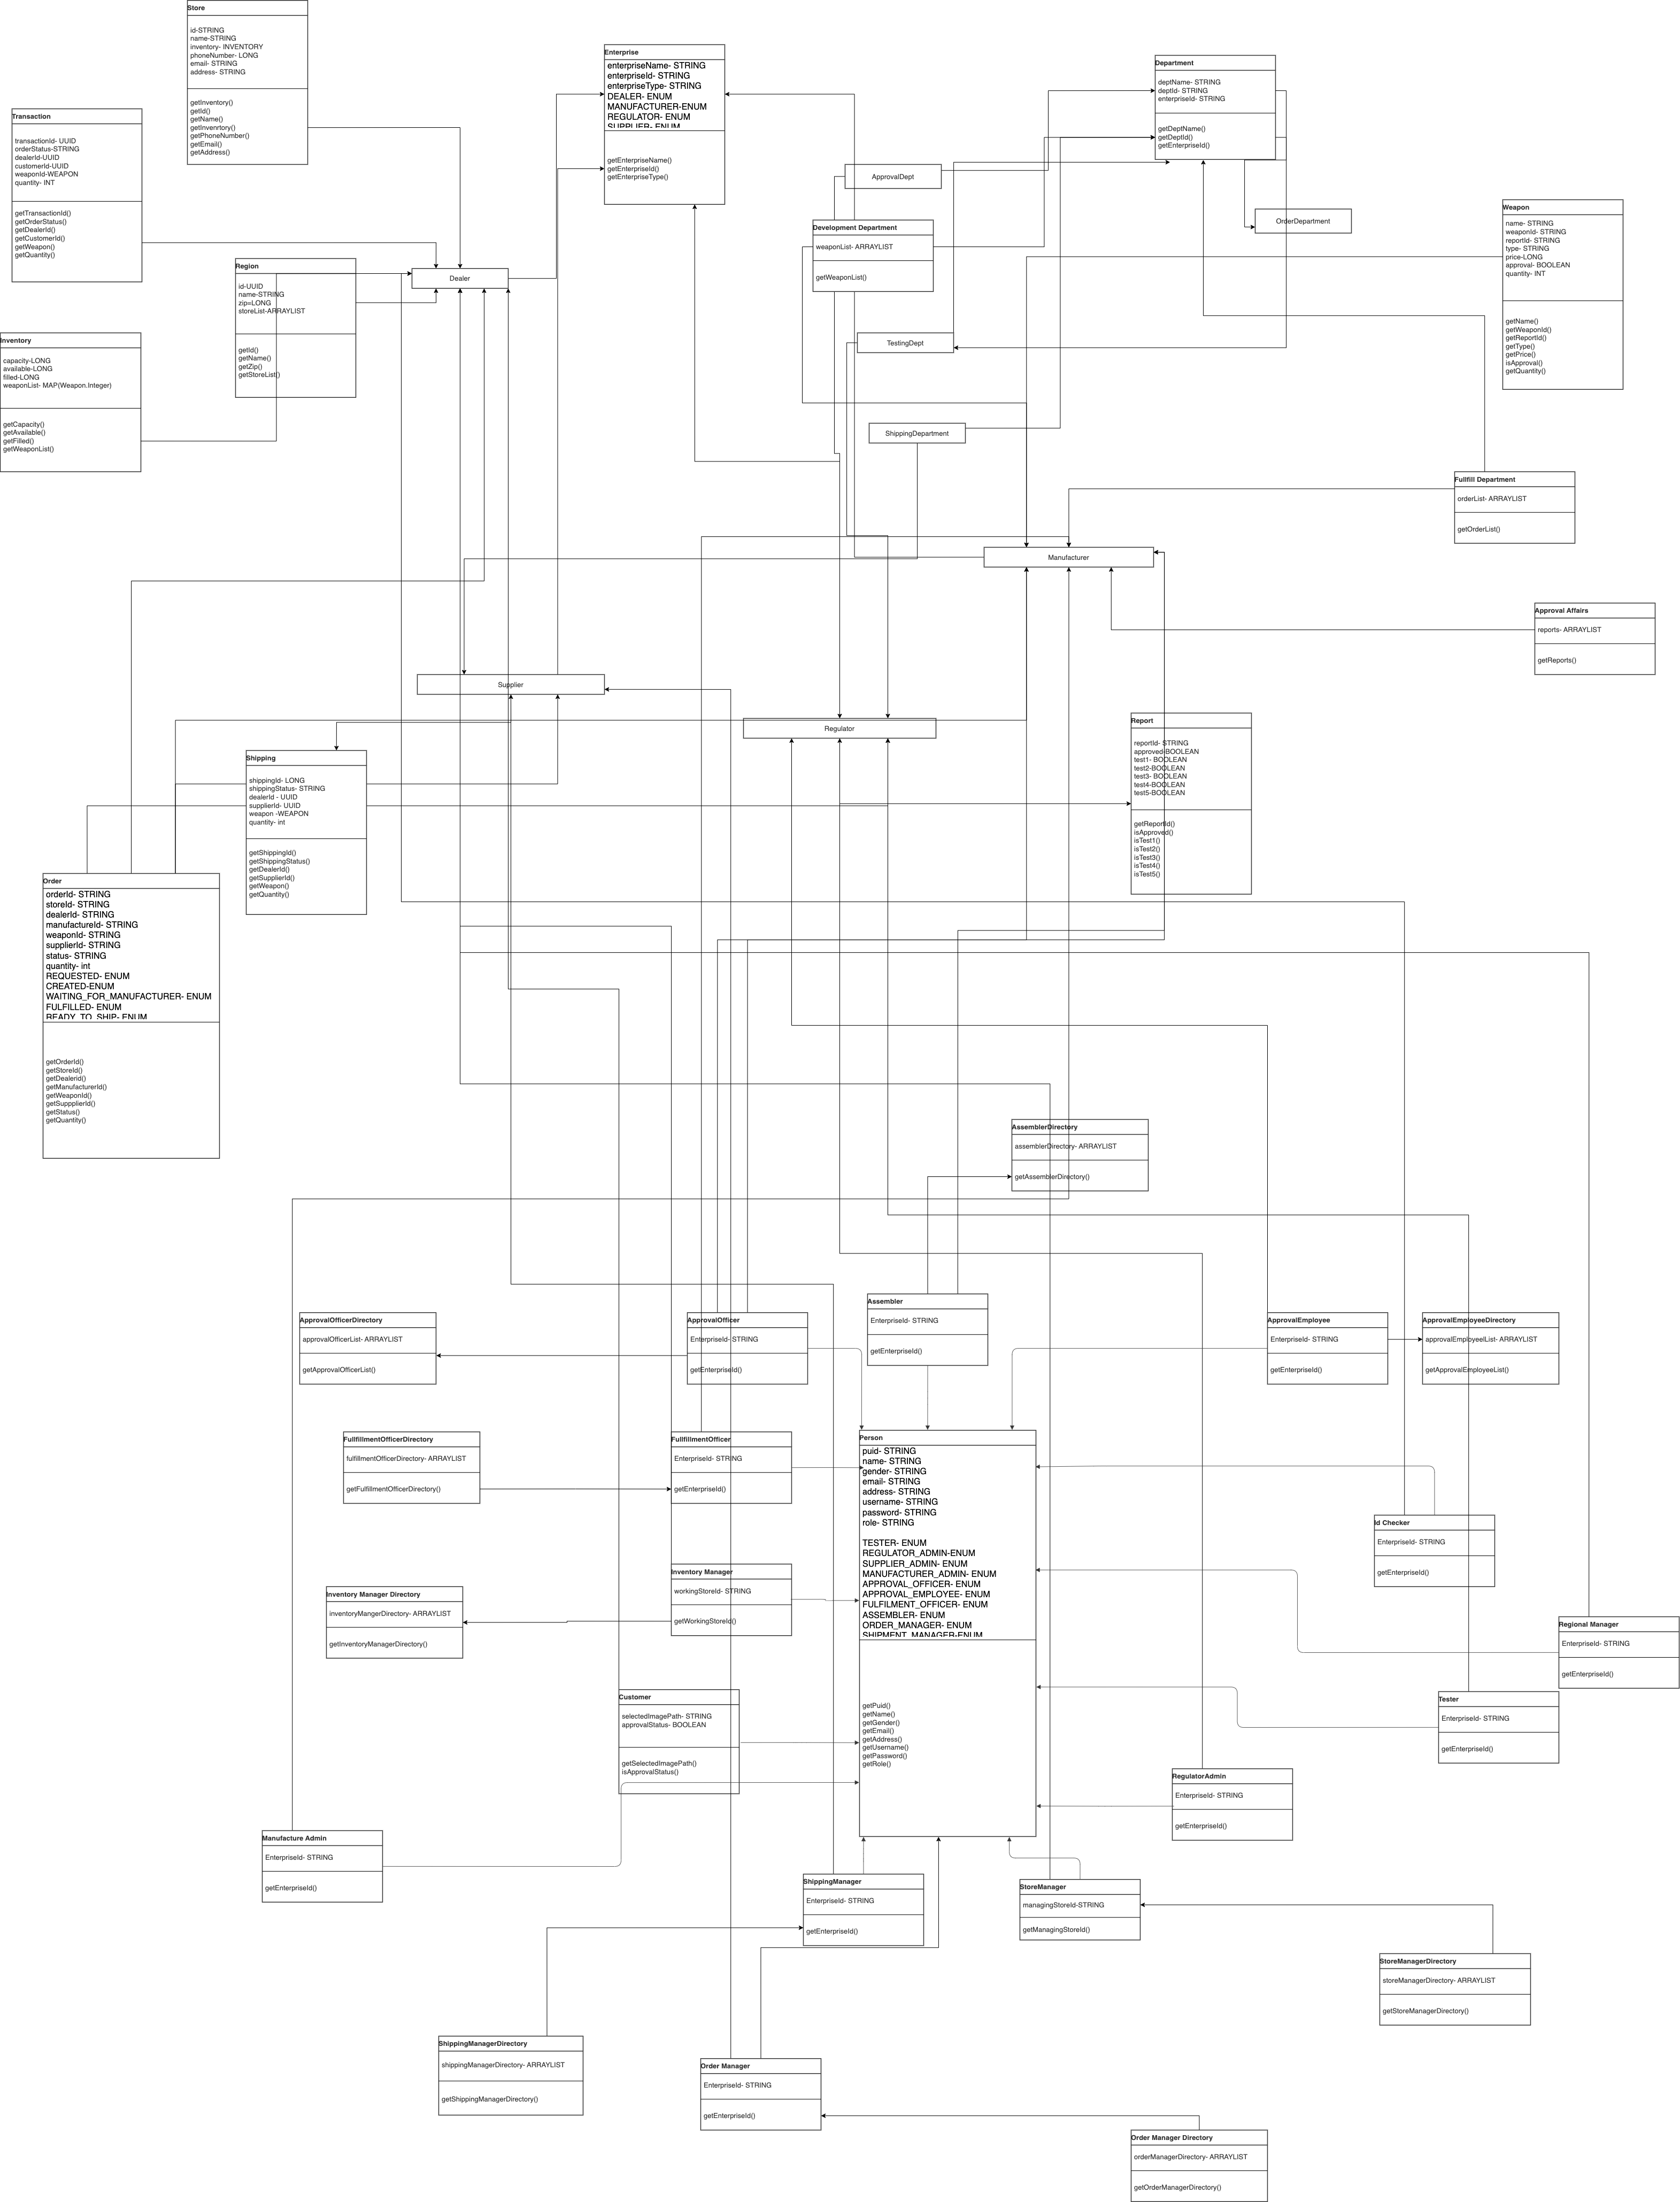 Store
id-STRING
name-STRING
inventory- INVENTORY
phoneNumber- LONG
email- STRING
address- STRING
getInventory()
getId()
getName()
getInvenrtory()
getPhoneNumber()
getEmail()
getAddress()
Enterprise
enterpriseName- STRING
enterpriseId- STRING
enterpriseType- STRING
DEALER- ENUM
MANUFACTURER-ENUM
REGULATOR- ENUM
SUPPLIER- ENUM
getEnterpriseName()
getEnterpriseId()
getEnterpriseType()
Department
deptName- STRING
deptId- STRING
enterpriseId- STRING
getDeptName()
getDeptId()
getEnterpriseId()
Transaction
transactionId- UUID
orderStatus-STRING
dealerId-UUID
customerId-UUID
weaponId-WEAPON
quantity- INT
getTransactionId()
getOrderStatus()
getDealerId()
getCustomerId()
getWeapon()
getQuantity()
ApprovalDept
OrderDepartment
Development Department
weaponList- ARRAYLIST
getWeaponList()
Weapon
name- STRING
weaponId- STRING
reportId- STRING
type- STRING
price-LONG
approval- BOOLEAN
quantity- INT
getName()
getWeaponId()
getReportId()
getType()
getPrice()
isApproval()
getQuantity()
Region
id-UUID
name-STRING
zip=LONG
storeList-ARRAYLIST
getId()
getName()
getZip()
getStoreList()
Dealer
Inventory
capacity-LONG
available-LONG
filled-LONG
weaponList- MAP(Weapon.Integer)
getCapacity()
getAvailable()
getFilled()
getWeaponList()
TestingDept
ShippingDepartment
Fullfill Department
orderList- ARRAYLIST
getOrderList()
Manufacturer
Approval Affairs
reports- ARRAYLIST
getReports()
Supplier
Regulator
Report
reportId- STRING
approved-BOOLEAN
test1- BOOLEAN
test2-BOOLEAN
test3- BOOLEAN
test4-BOOLEAN
test5-BOOLEAN
getReportId()
isApproved()
isTest1()
isTest2()
isTest3()
isTest4()
isTest5()
Shipping
shippingId- LONG
shippingStatus- STRING
dealerId - UUID
supplierId- UUID
weapon -WEAPON
quantity- int
getShippingId()
getShippingStatus()
getDealerId()
getSupplierId()
getWeapon()
getQuantity()
Order
orderId- STRING
storeId- STRING
dealerId- STRING
manufactureId- STRING
weaponId- STRING
supplierId- STRING
status- STRING
quantity- int
REQUESTED- ENUM
CREATED-ENUM
WAITING_FOR_MANUFACTURER- ENUM
FULFILLED- ENUM
READY_TO_SHIP- ENUM
getOrderId()
getStoreId()
getDealerid()
getManufacturerId()
getWeaponId()
getSuppplierId()
getStatus()
getQuantity()
AssemblerDirectory
assemblerDirectory- ARRAYLIST
getAssemblerDirectory()
Assembler
EnterpriseId- STRING
getEnterpriseId()
ApprovalOfficerDirectory
approvalOfficerList- ARRAYLIST
getApprovalOfficerList()
ApprovalOfficer
EnterpriseId- STRING
getEnterpriseId()
ApprovalEmployee
EnterpriseId- STRING
getEnterpriseId()
ApprovalEmployeeDirectory
approvalEmployeelList- ARRAYLIST
getApprovalEmployeeList()
FullfillmentOfficerDirectory
fulfillmentOfficerDirectory- ARRAYLIST
getFulfillmentOfficerDirectory()
FullfillmentOfficer
EnterpriseId- STRING
getEnterpriseId()
Person
puid- STRING
name- STRING
gender- STRING
email- STRING
address- STRING
username- STRING
password- STRING
role- STRING
TESTER- ENUM
REGULATOR_ADMIN-ENUM
SUPPLIER_ADMIN- ENUM
MANUFACTURER_ADMIN- ENUM
APPROVAL_OFFICER- ENUM
APPROVAL_EMPLOYEE- ENUM
FULFILMENT_OFFICER- ENUM
ASSEMBLER- ENUM
ORDER_MANAGER- ENUM
SHIPMENT_MANAGER-ENUM
getPuid()
getName()
getGender()
getEmail()
getAddress()
getUsername()
getPassword()
getRole()
Id Checker
EnterpriseId- STRING
getEnterpriseId()
Inventory Manager Directory
inventoryMangerDirectory- ARRAYLIST
getInventoryManagerDirectory()
Inventory Manager
workingStoreId- STRING
getWorkingStoreId()
Regional Manager
EnterpriseId- STRING
getEnterpriseId()
Customer
selectedImagePath- STRING
approvalStatus- BOOLEAN
getSelectedImagePath()
isApprovalStatus()
Tester
EnterpriseId- STRING
getEnterpriseId()
RegulatorAdmin
EnterpriseId- STRING
getEnterpriseId()
Manufacture Admin
EnterpriseId- STRING
getEnterpriseId()
ShippingManager
EnterpriseId- STRING
getEnterpriseId()
StoreManager
managingStoreId-STRING
getManagingStoreId()
StoreManagerDirectory
storeManagerDirectory- ARRAYLIST
getStoreManagerDirectory()
ShippingManagerDirectory
shippingManagerDirectory- ARRAYLIST
getShippingManagerDirectory()
Order Manager
EnterpriseId- STRING
getEnterpriseId()
Order Manager Directory
orderManagerDirectory- ARRAYLIST
getOrderManagerDirectory()